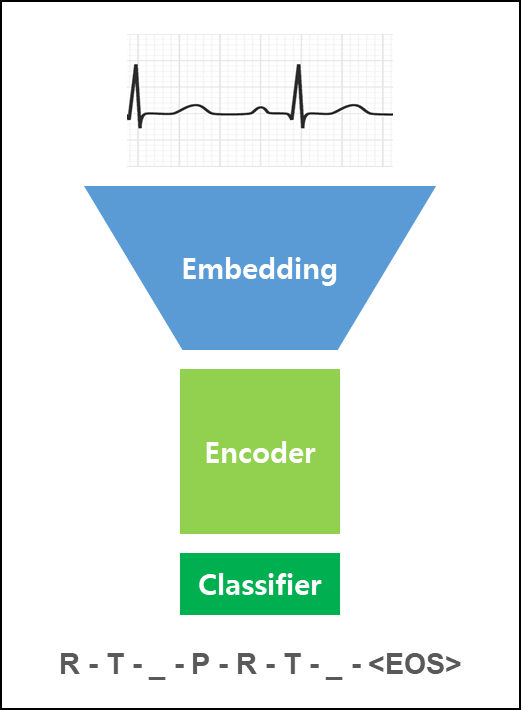 Embedding
Encoder
Classifier
R - T - _ - P - R - T - _ - <EOS>